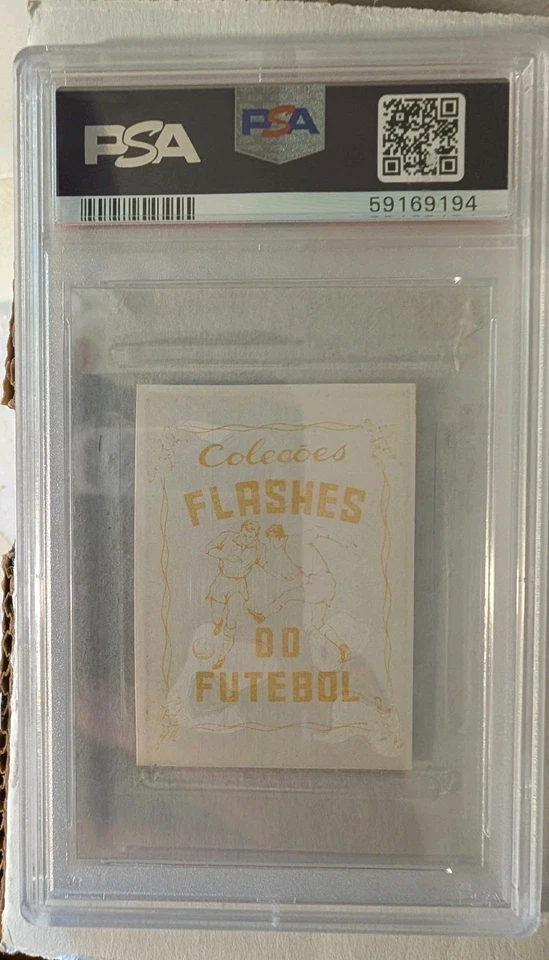 PSA
PSA
59169194
Coleções
FLASHES
DO
FUTEBOL